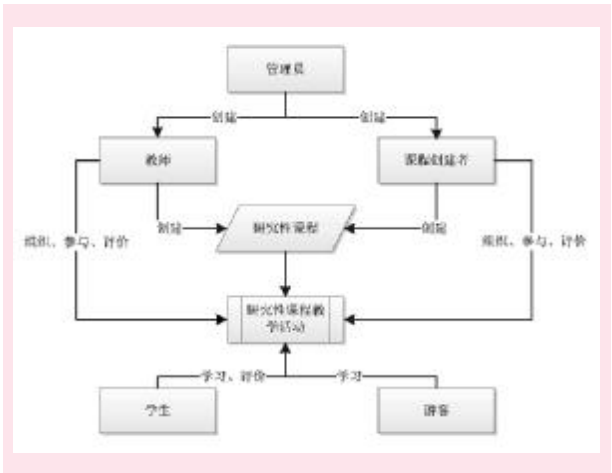 管理员
创建
创建
教师
课程创建者
创建
研究性课程
创建
组织、参与、评价
组织、参与、评价
研究性课程教
学活动
学习、评价
学习
学生
游客